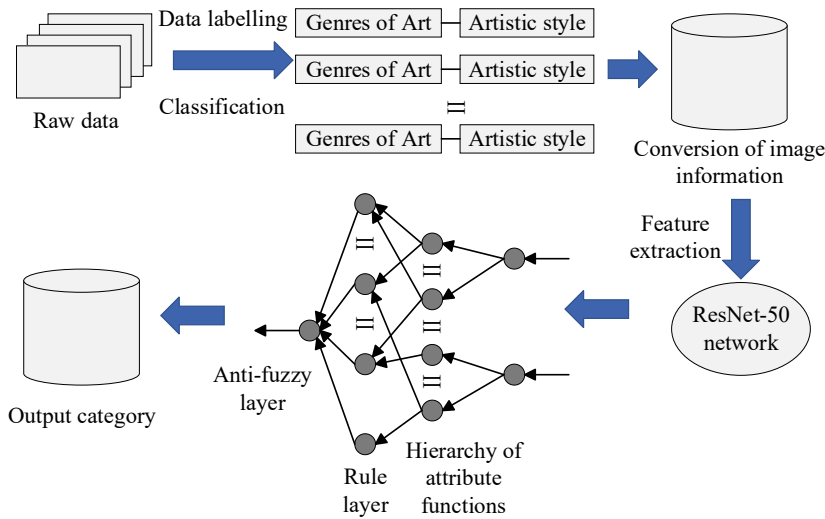 Data labelling
Classification
Raw data
Genres of Art Artistic style
Genres of Art Artistic style
Genres of Art Artistic style
Conversion of image
information
Feature
extraction
ResNet-50
network
Hierarchy of
attribute
functions
Rule
layer
Anti-fuzzy
layer
Output category